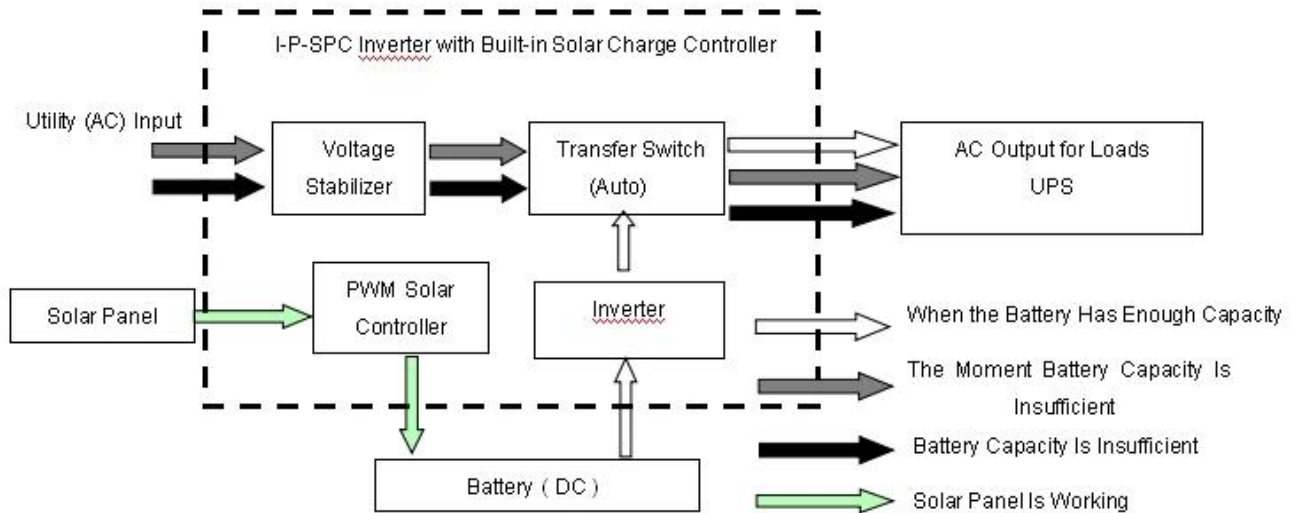 I-P-SPC Inverter with Built-in Solar Charge Controller
Utility (AC) Input
Voltage
Stabilizer
Transfer Switch
(Auto)
AC Output for Loads
UPS
Solar Panel
PWM Solar
Controller
Inverter
Battery ( DC )
When the Battery Has Enough Capacity
The Moment Battery Capacity Is
Insufficient
Battery Capacity Is Insufficient
Solar Panel Is Working